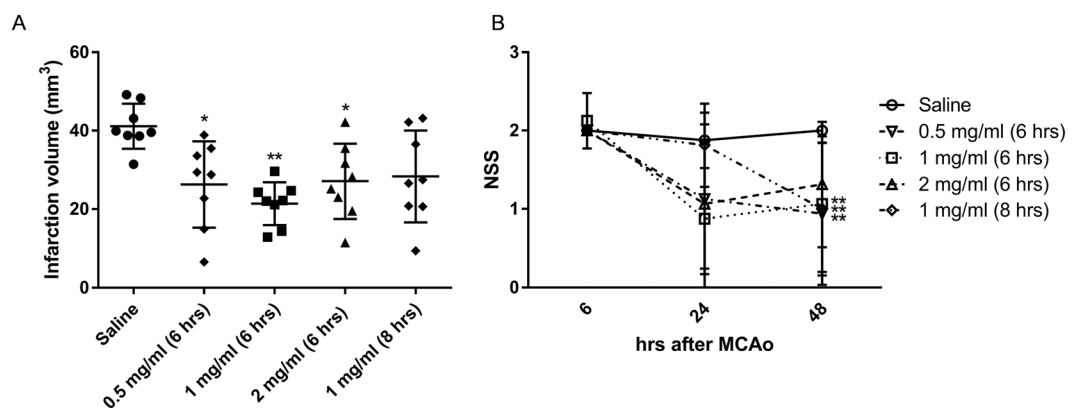 A
Infarction volume (mm³)
60
40
20
0
*
**
*
Saline
0.5 mg/ml (6 hrs)
1 mg/ml (6 hrs)
2 mg/ml (6 hrs)
1 mg/ml (8 hrs)
B
NSS
3
2
1
0
**
**
**
6
24
48
hrs after MCAo
Saline
0.5 mg/ml (6 hrs)
1 mg/ml (6 hrs)
2 mg/ml (6 hrs)
1 mg/ml (8 hrs)